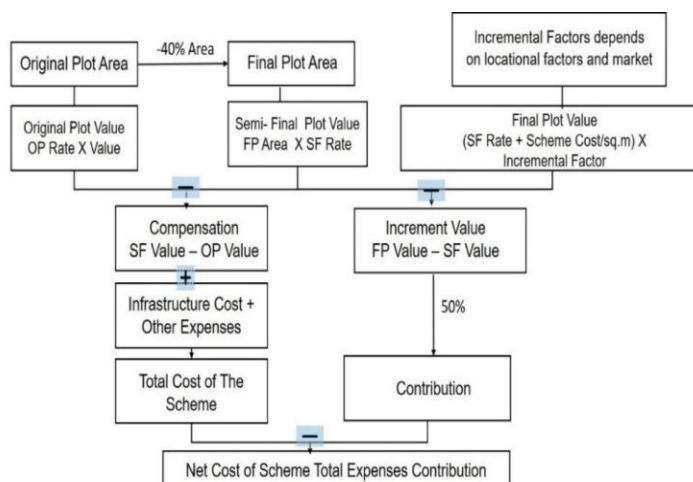 Original Plot Area
-40% Area
Final Plot Area
Incremental Factors depends
on locational factors and market
Original Plot Value
OP Rate X Value
Semi- Final Plot Value
FP Area X SF Rate
Final Plot Value
(SF Rate + Scheme Cost/sq.m) X
Incremental Factor
−
−
Compensation
SF Value – OP Value
Increment Value
FP Value – SF Value
+
Infrastructure Cost +
Other Expenses
50%
Total Cost of The
Scheme
Contribution
−
Net Cost of Scheme Total Expenses Contribution